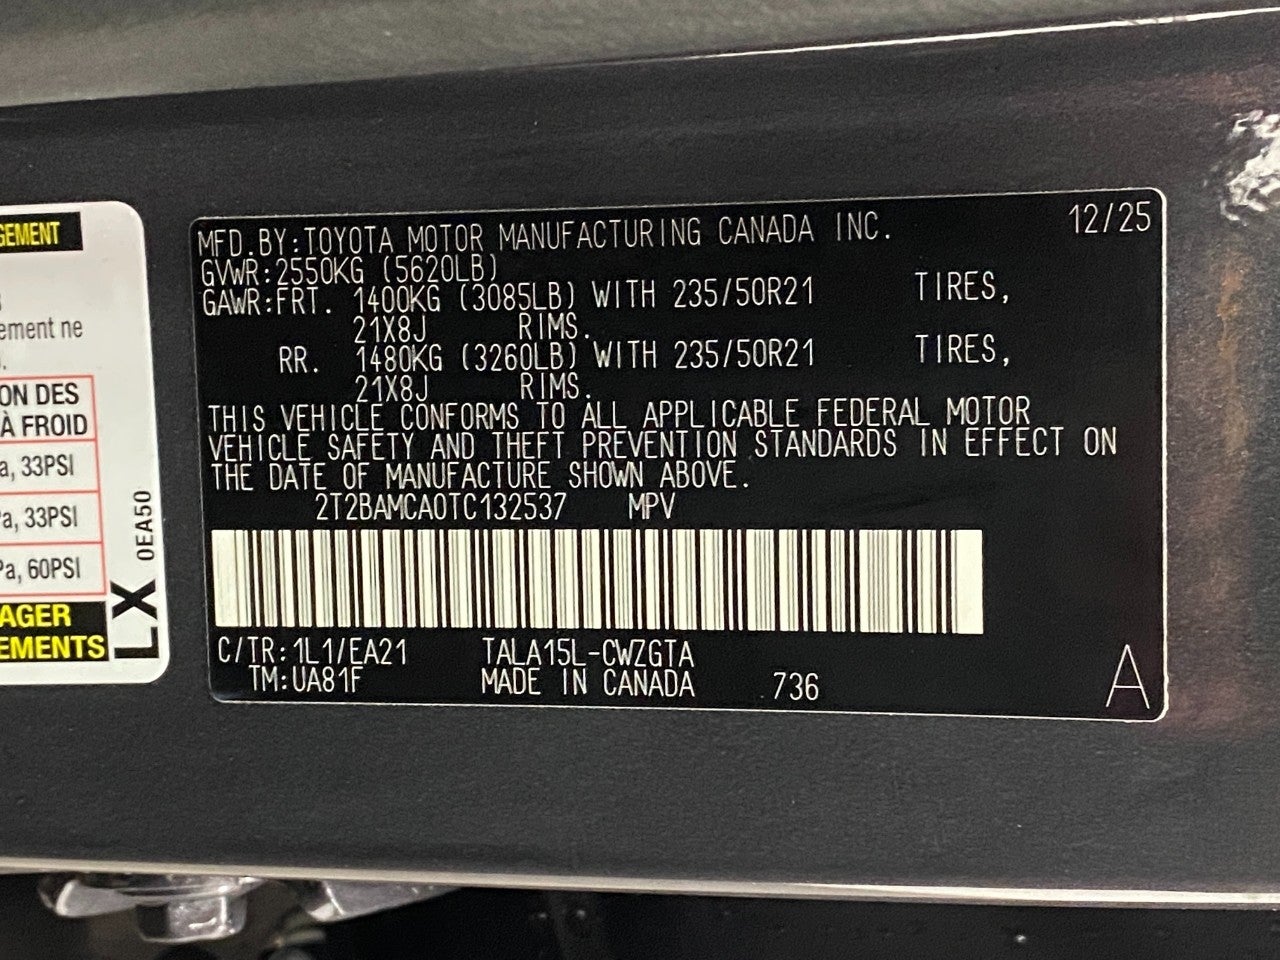 GEMENT
ement ne
ON DES
À FROID
a, 33PSI
a, 33PSI
Pa, 60PSI
AGER
EMENTS
LX
0EA50
MFD.BY:TOYOTA MOTOR MANUFACTURING CANADA INC. 12/25
GVWR:2550KG (5620LB)
GAWR:FRT. 1400KG (3085LB) WITH 235/50R21 TIRES,
21X8J RIMS.
RR. 1480KG (3260LB) WITH 235/50R21 TIRES,
21X8J RIMS.
THIS VEHICLE CONFORMS TO ALL APPLICABLE FEDERAL MOTOR
VEHICLE SAFETY AND THEFT PREVENTION STANDARDS IN EFFECT ON
THE DATE OF MANUFACTURE SHOWN ABOVE.
2T2BAMCA0TC132537 MPV
C/TR:1L1/EA21 TALA15L-CWZGTA
TM:UA81F MADE IN CANADA 736
A